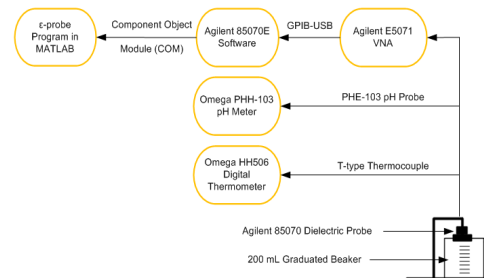 ε-probe
Program in
MATLAB
Component Object
Module (COM)
Agilent 85070E
Software
GPIB-USB
Agilent E5071
VNA
Omega PHH-103
pH Meter
PHE-103 pH Probe
Omega HH506
Digital
Thermometer
T-type Thermocouple
Agilent 85070 Dielectric Probe
200 mL Graduated Beaker